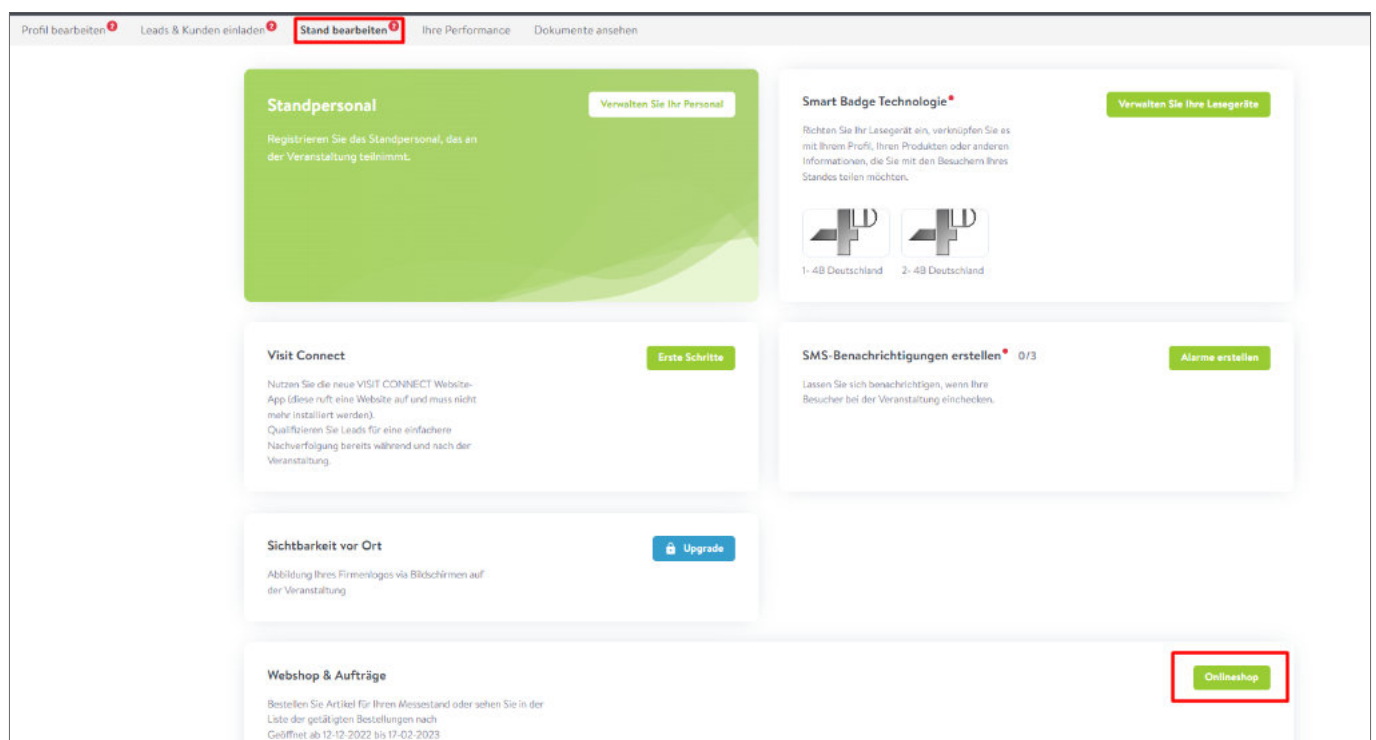 Profil bearbeiten ? Leads & Kunden einladen ? Stand bearbeiten ? Ihre Performance Dokumente ansehen
Standpersonal
Verwalten Sie Ihr Personal
Registrieren Sie das Standpersonal, das an
der Veranstaltung teilnimmt.
Smart Badge Technologie
Verwalten Sie Ihre Lesegeräte
Richten Sie Ihr Lesegerät ein, verknüpfen Sie es
mit Ihrem Profil, Ihren Produkten oder anderen
Informationen, die Sie mit den Besuchern Ihres
Standes teilen möchten.
4D 4D
1- 4B Deutschland 2- 4B Deutschland
Visit Connect
Erste Schritte
Nutzen Sie die neue VISIT CONNECT Website-
App (diese ruft eine Website auf und muss nicht
mehr installiert werden).
Qualifizieren Sie Leads für eine einfachere
Nachverfolgung bereits während und nach der
Veranstaltung.
SMS-Benachrichtigungen erstellen 0/3
Alarme erstellen
Lassen Sie sich benachrichtigen, wenn Ihre
Besucher bei der Veranstaltung einchecken.
Sichtbarkeit vor Ort
Upgrade
Abbildung Ihres Firmenlogos via Bildschirmen auf
der Veranstaltung
Webshop & Aufträge
Onlineshop
Bestellen Sie Artikel für Ihren Messestand oder sehen Sie in der
Liste der getätigten Bestellungen nach
Geöffnet ab 12-12-2022 bis 17-02-2023